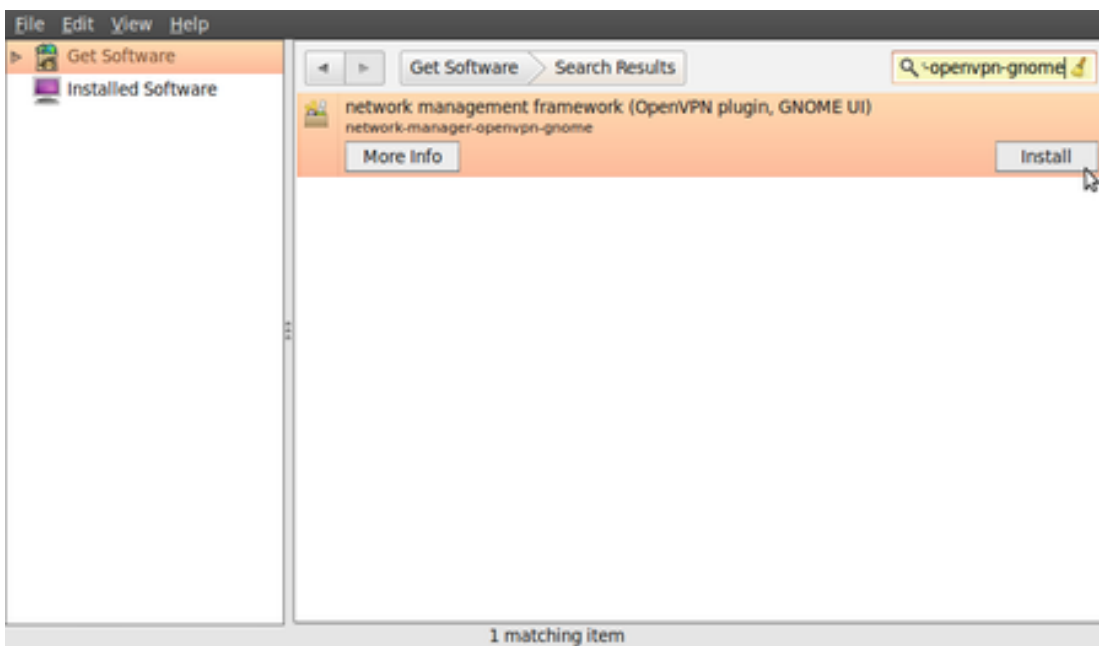 File Edit View Help
Get Software
Installed Software
Get Software Search Results
-openvpn-gnome
network management framework (OpenVPN plugin, GNOME UI)
network-manager-openvpn-gnome
More Info
Install
1 matching item